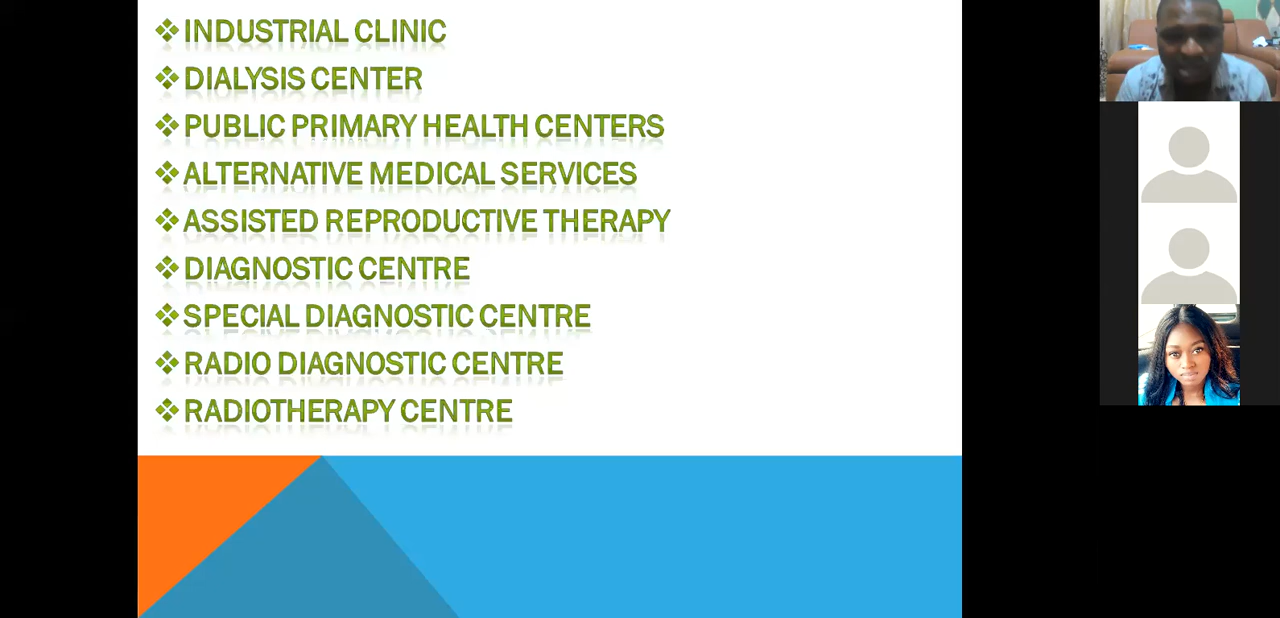 INDUSTRIAL CLINIC
DIALYSIS CENTER
PUBLIC PRIMARY HEALTH CENTERS
ALTERNATIVE MEDICAL SERVICES
ASSISTED REPRODUCTIVE THERAPY
DIAGNOSTIC CENTRE
SPECIAL DIAGNOSTIC CENTRE
RADIO DIAGNOSTIC CENTRE
RADIOTHERAPY CENTRE